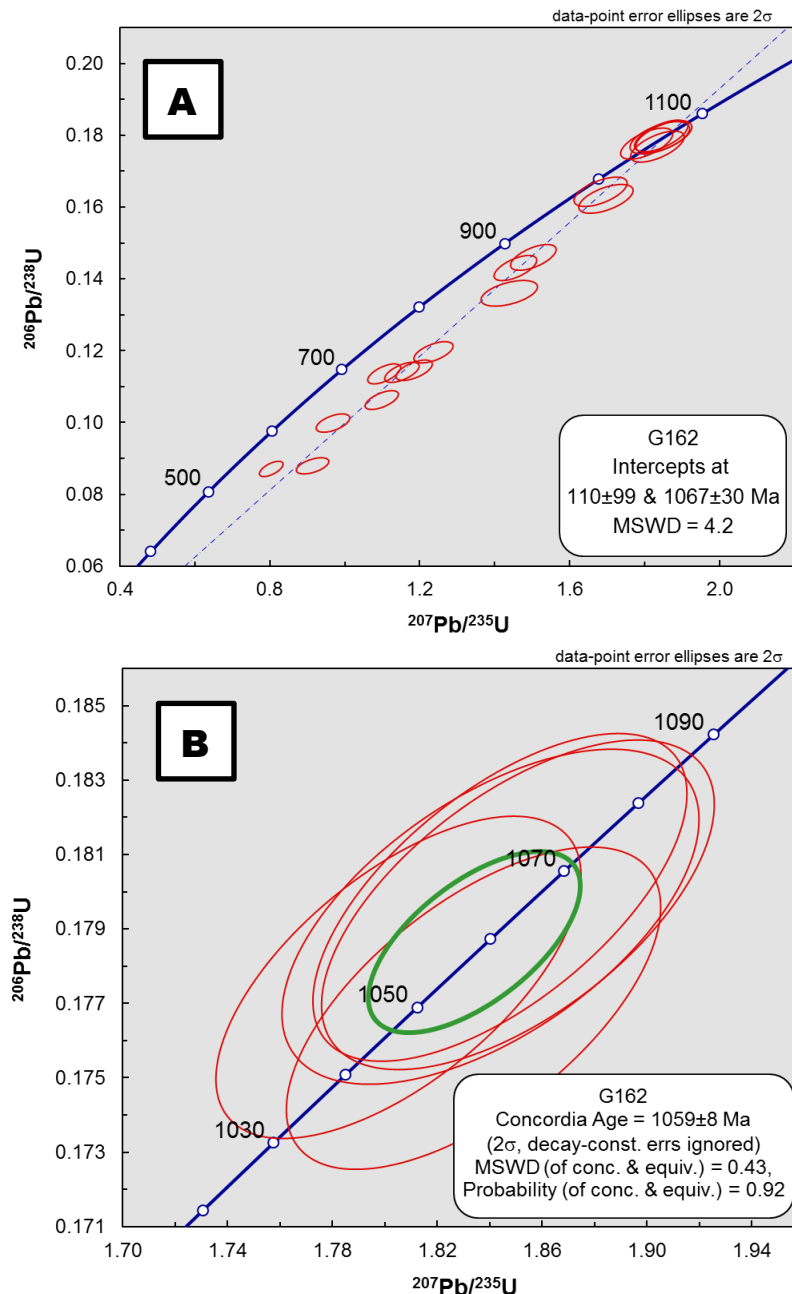 data-point error ellipses are 2σ
A
0.20
0.18
0.16
0.14
0.12
0.10
0.08
0.06
²⁰⁶Pb/²³⁸U
1100
900
700
500
G162
Intercepts at
110±99 & 1067±30 Ma
MSWD = 4.2
0.4 0.8 1.2 1.6 2.0
²⁰⁷Pb/²³⁵U
data-point error ellipses are 2σ
B
0.185
0.183
0.181
0.179
0.177
0.175
0.173
0.171
²⁰⁶Pb/²³⁸U
1090
1070
1050
1030
G162
Concordia Age = 1059±8 Ma
(2σ, decay-const. errs ignored)
MSWD (of conc. & equiv.) = 0.43,
Probability (of conc. & equiv.) = 0.92
1.70 1.74 1.78 1.82 1.86 1.90 1.94
²⁰⁷Pb/²³⁵U